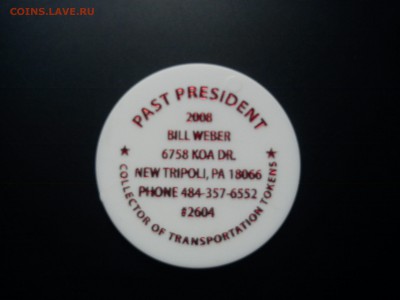 COINS.LAVE.RU
PAST PRESIDENT
2008
BILL WEBER
6758 KOA DR.
NEW TRIPOLI, PA 18066
PHONE 484-357-6552
#2604
★ COLLECTOR OF TRANSPORTATION TOKENS ★